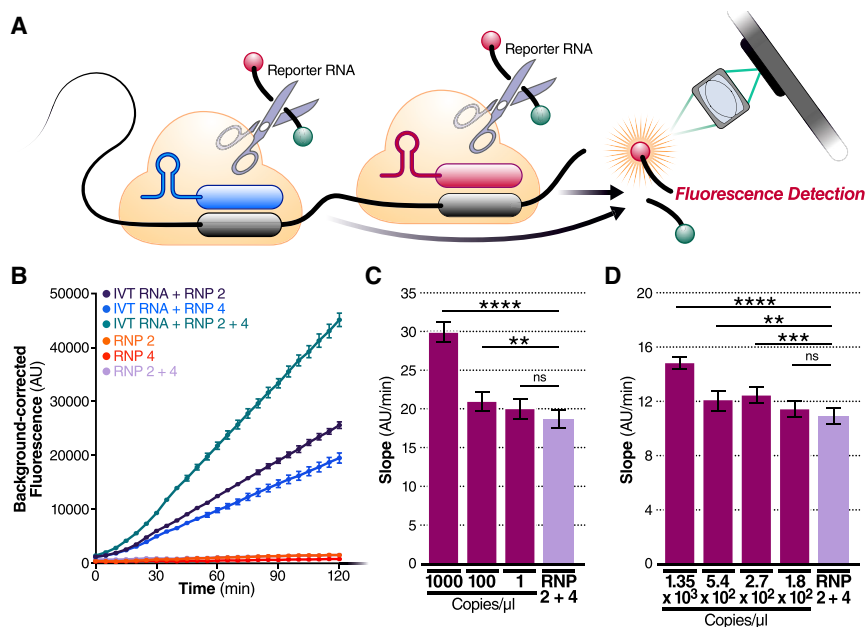 A
Reporter RNA
Reporter RNA
Fluorescence Detection
B
IVT RNA + RNP 2
IVT RNA + RNP 4
IVT RNA + RNP 2 + 4
RNP 2
RNP 4
RNP 2 + 4
Background-corrected
Fluorescence (AU)
50000
40000
30000
20000
10000
0
0 30 60 90 120
Time (min)
C
Slope (AU/min)
35
30
25
20
15
10
5
0
****
**
ns
1000 100 1 RNP
2 + 4
Copies/µl
D
Slope (AU/min)
20
16
12
8
4
0
****
**
***
ns
1.35 5.4 2.7 1.8 RNP
x 10³ x 10² x 10² x 10² 2 + 4
Copies/µl